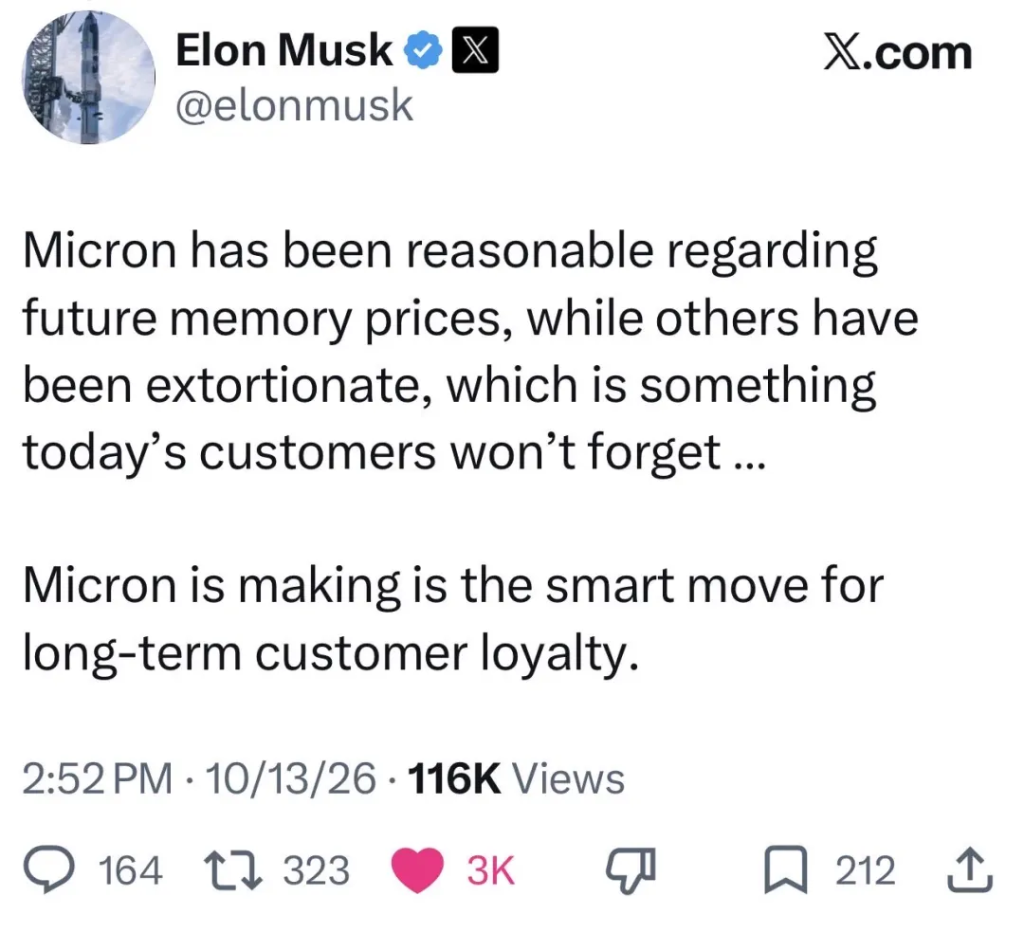 Elon Musk
X.com
@elonmusk
Micron has been reasonable regarding
future memory prices, while others have
been extortionate, which is something
today’s customers won’t forget ...
Micron is making is the smart move for
long-term customer loyalty.
2:52 PM · 10/13/26 · 116K Views
164 323 3K 212